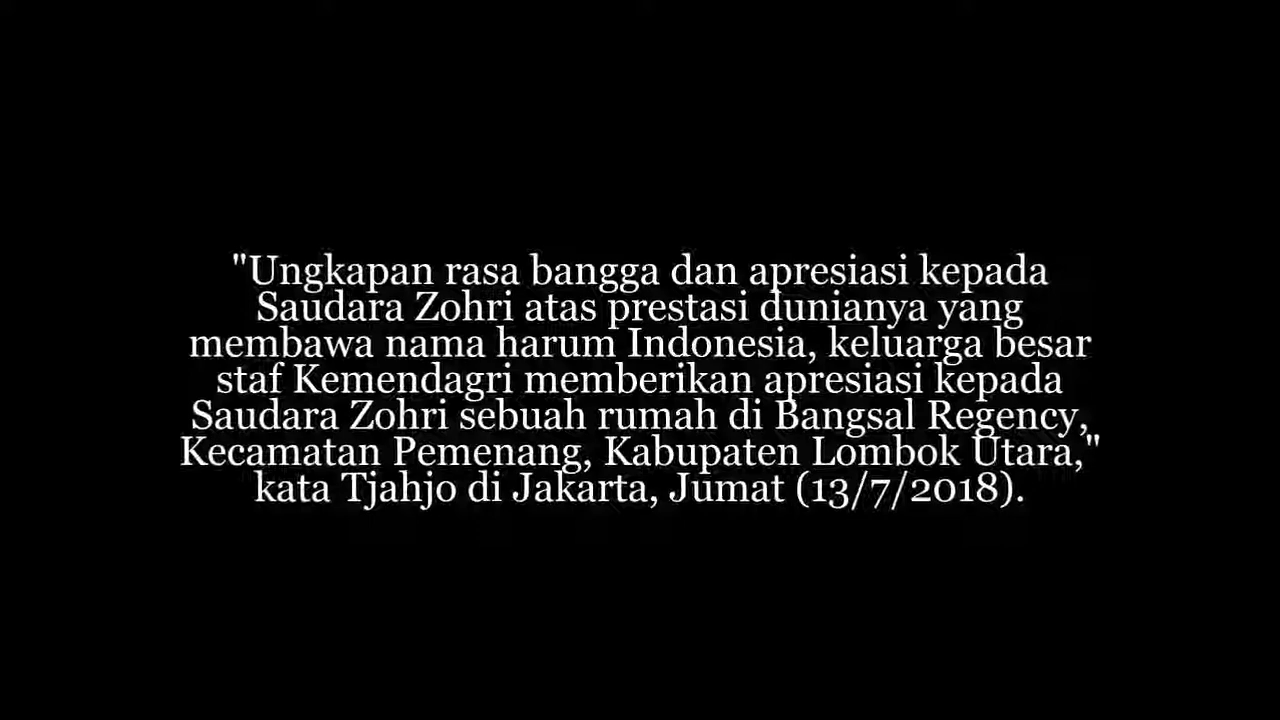 "Ungkapan rasa bangga dan apresiasi kepada
Saudara Zohri atas prestasi dunianya yang
membawa nama harum Indonesia, keluarga besar
staf Kemendagri memberikan apresiasi kepada
Saudara Zohri sebuah rumah di Bangsal Regency,
Kecamatan Pemenang, Kabupaten Lombok Utara,"
kata Tjahjo di Jakarta, Jumat (13/7/2018).